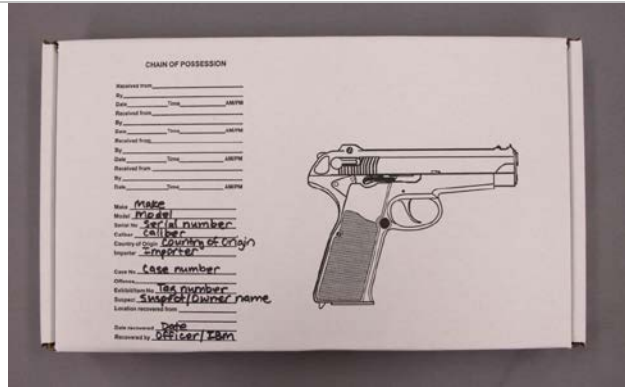 CHAIN OF POSSESSION
Received from
By
Date Time AM/PM
Received from
By
Date Time AM/PM
Received from
By
Date Time AM/PM
Received from
By
Date Time AM/PM
Make Make
Model Model
Serial No Serial number
Caliber Caliber
Country of Origin Country of Origin
Importer Importer
Case No. Case number
Offense
Exhibit/Item No Tag number
Suspect Suspect/Owner name
Location recovered from
Date recovered Date
Recovered by Officer/IBM